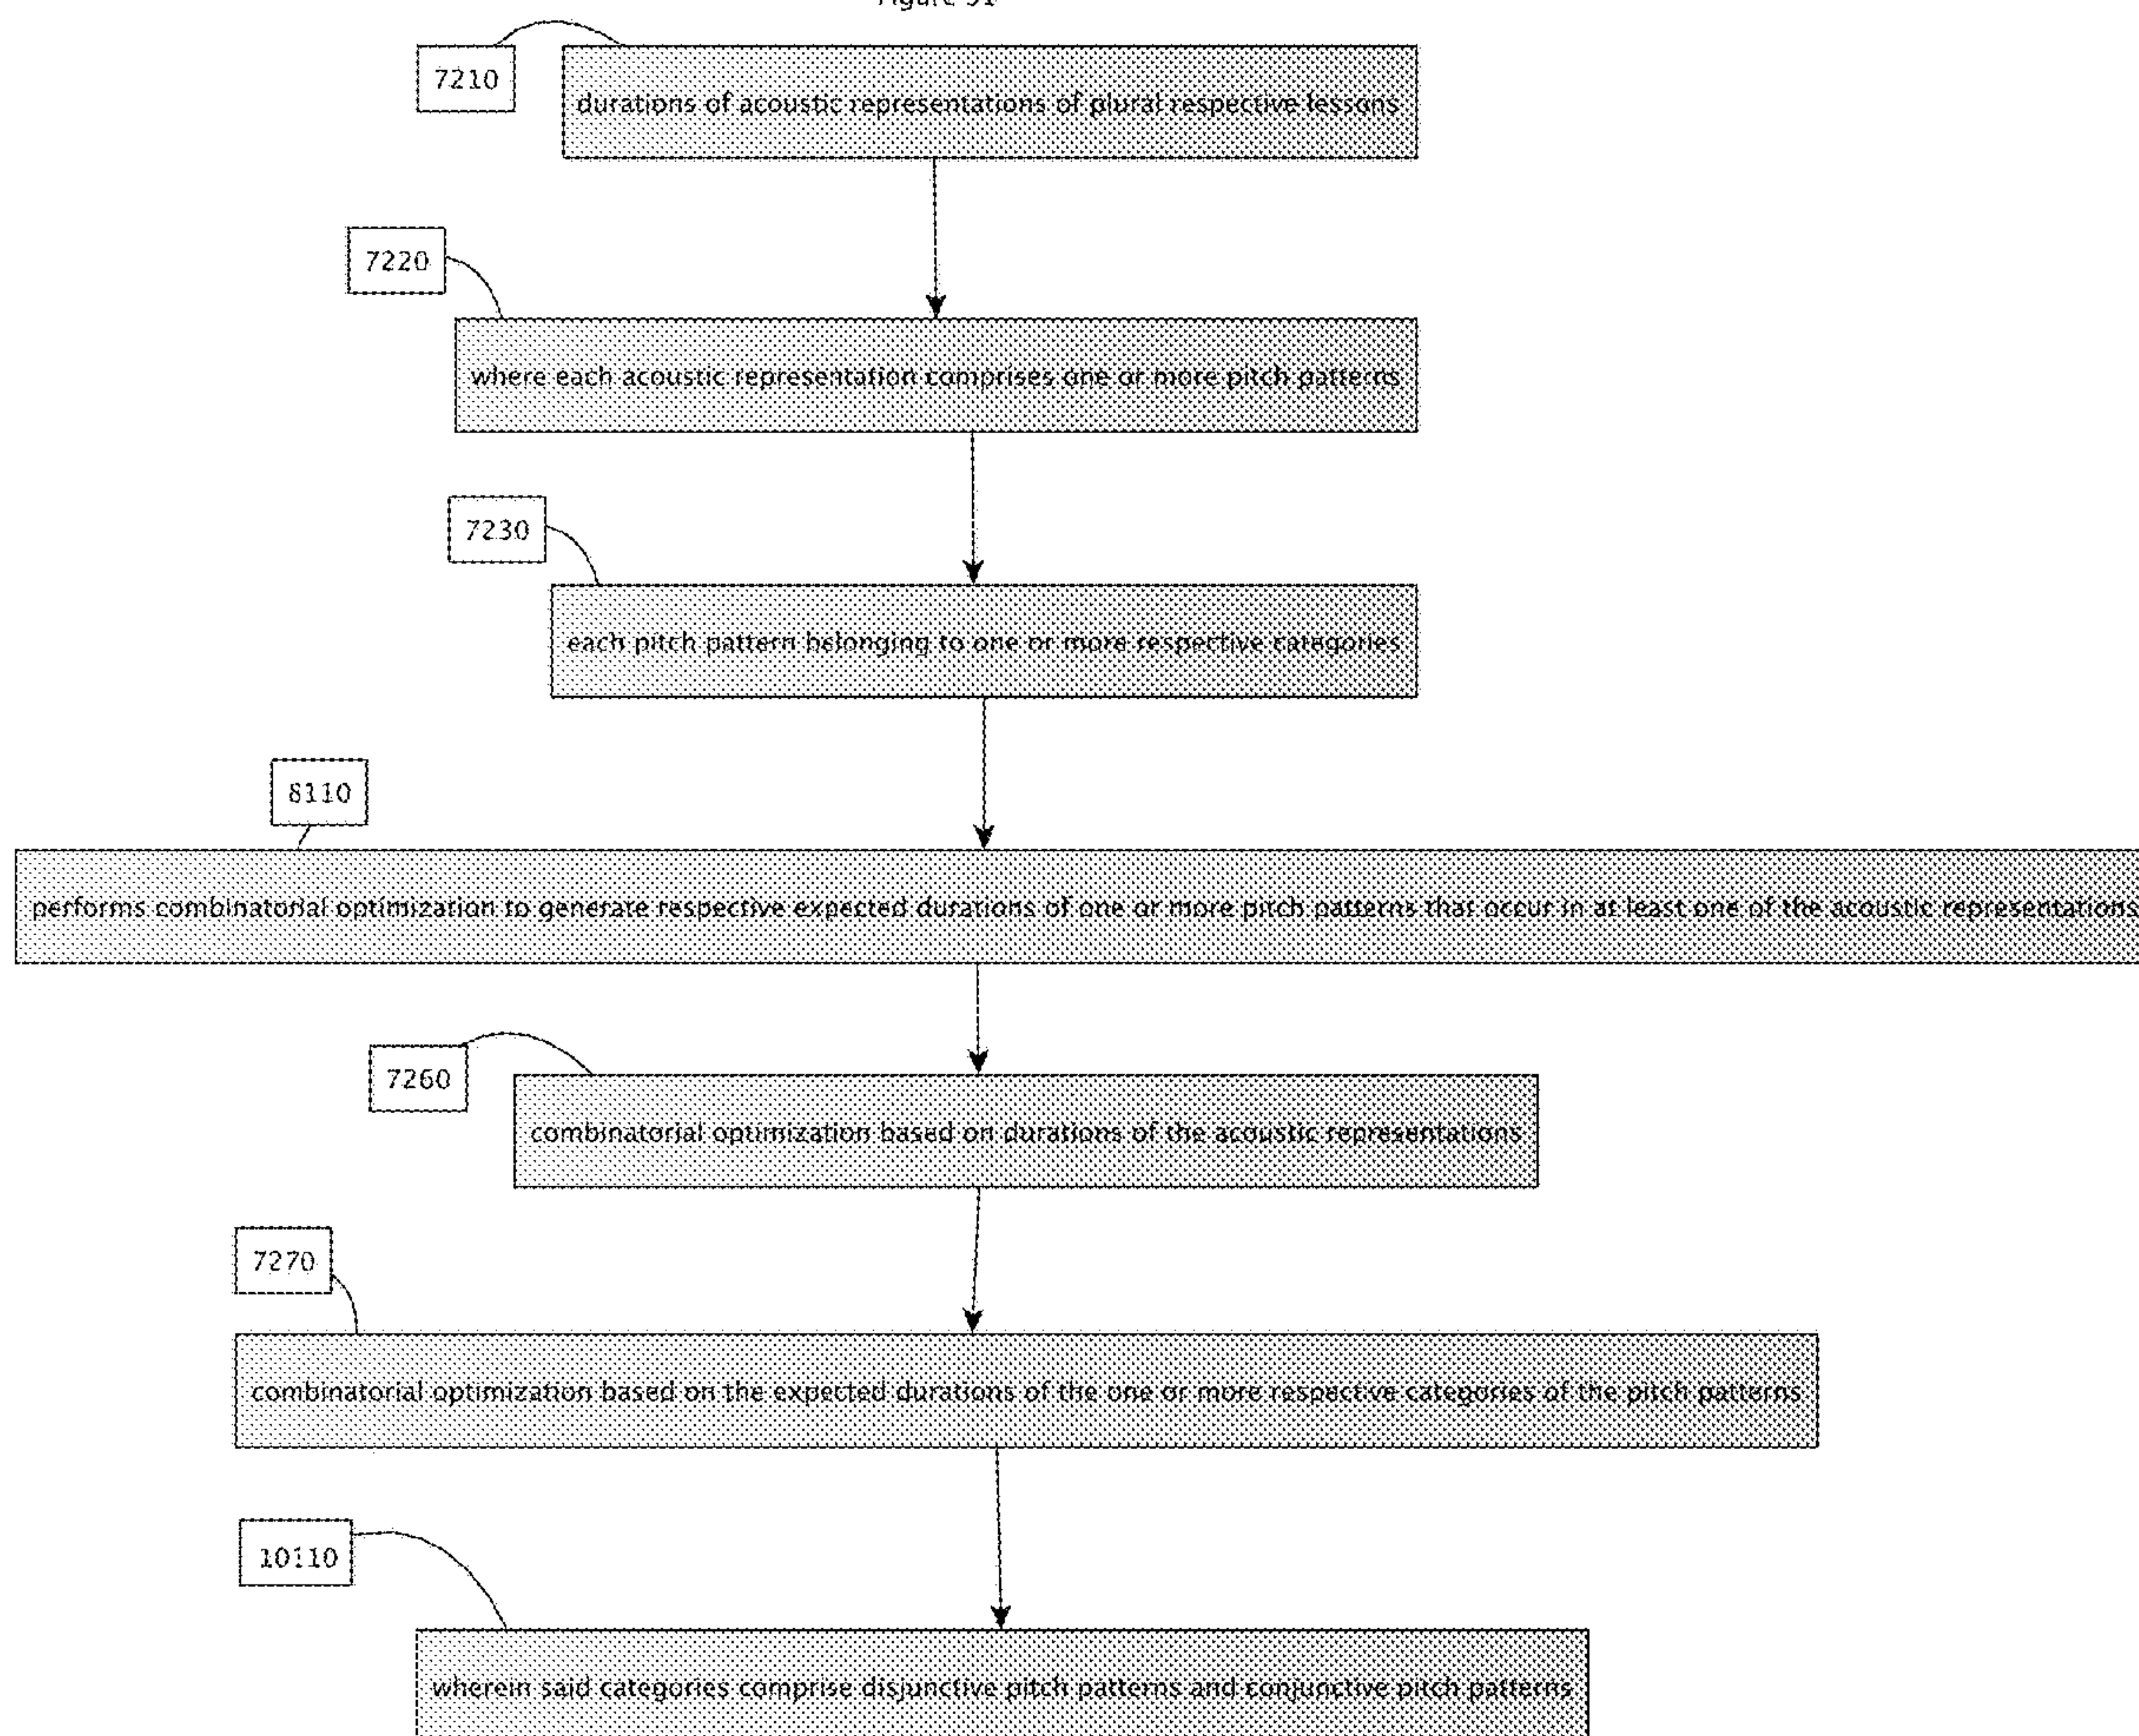 7210
durations of acoustic representations of plural respective lessons
7220
where each acoustic representation comprises one or more pitch patterns
7230
each pitch pattern belonging to one or more respective categories
8110
performs combinatorial optimization to generate respective expected durations of one or more pitch patterns that occur in at least one of the acoustic representations
7260
combinatorial optimization based on durations of the acoustic representations
7270
combinatorial optimization based on the expected durations of the one or more respective categories of the pitch patterns
10110
wherein said categories comprise disjunctive pitch patterns and conjunctive pitch patterns